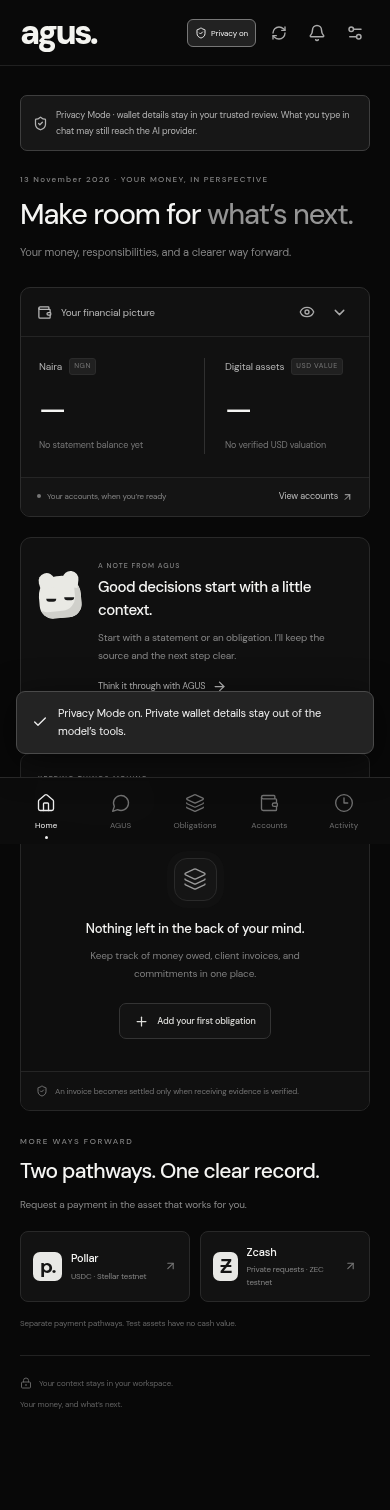 agus.
Privacy on
Privacy Mode · wallet details stay in your trusted review. What you type in
chat may still reach the AI provider.
13 November 2026 · YOUR MONEY, IN PERSPECTIVE
Make room for what's next.
Your money, responsibilities, and a clearer way forward.
Your financial picture
Naira NGN
Digital assets USD VALUE
—
—
No statement balance yet
No verified USD valuation
Your accounts, when you're ready
View accounts
A NOTE FROM AGUS
Good decisions start with a little
context.
Start with a statement or an obligation. I'll keep the
source and the next step clear.
Think it through with AGUS
Privacy Mode on. Private wallet details stay out of the
model's tools.
Home
AGUS
Obligations
Accounts
Activity
Nothing left in the back of your mind.
Keep track of money owed, client invoices, and
commitments in one place.
Add your first obligation
An invoice becomes settled only when receiving evidence is verified.
MORE WAYS FORWARD
Two pathways. One clear record.
Request a payment in the asset that works for you.
p.
Pollar
USDC · Stellar testnet
Zcash
Private requests · ZEC
testnet
Separate payment pathways. Test assets have no cash value.
Your context stays in your workspace.
Your money, and what's next.